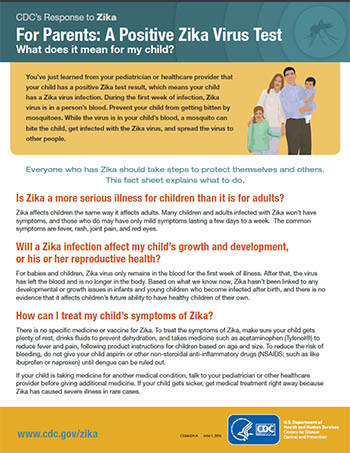 CDC's Response to Zika
For Parents: A Positive Zika Virus Test
What does it mean for my child?
You've just learned from your pediatrician or healthcare provider that
your child has a positive Zika test result, which means your child
has a Zika virus infection. During the first week of infection, Zika
virus is in a person's blood. Prevent your child from getting bitten by
mosquitoes. While the virus is in your child's blood, a mosquito can
bite the child, get infected with the Zika virus, and spread the virus to
other people.
Everyone who has Zika should take steps to protect themselves and others.
This fact sheet explains what to do.
Is Zika a more serious illness for children than it is for adults?
Zika affects children the same way it affects adults. Many children and adults infected with Zika won't have
symptoms, and those who do may have only mild symptoms lasting a few days to a week. The common
symptoms are fever, rash, joint pain, and red eyes.
Will a Zika infection affect my child's growth and development,
or his or her reproductive health?
For babies and children, Zika virus only remains in the blood for the first week of illness. After that, the virus
has left the blood and is no longer in the body. Based on what we know now, Zika hasn't been linked to any
developmental or growth issues in infants and young children who become infected after birth, and there is no
evidence that it affects children's future ability to have healthy children of their own.
How can I treat my child's symptoms of Zika?
There is no specific medicine or vaccine for Zika. To treat the symptoms of Zika, make sure your child gets
plenty of rest, drinks fluids to prevent dehydration, and takes medicine such as acetaminophen (Tylenol®) to
reduce fever and pain, following product instructions for children based on age and size. To reduce the risk of
bleeding, do not give your child aspirin or other non-steroidal anti-inflammatory drugs (NSAIDS; such as like
ibuprofen or naproxen) until dengue can be ruled out.
If your child is taking medicine for another medical condition, talk to your pediatrician or other healthcare
provider before giving additional medicine. If your child gets sicker, get medical treatment right away because
Zika has caused severe illness in rare cases.
www.cdc.gov/zika
CDC
U.S. Department of
Health and Human Services
Centers for Disease
Control and Prevention